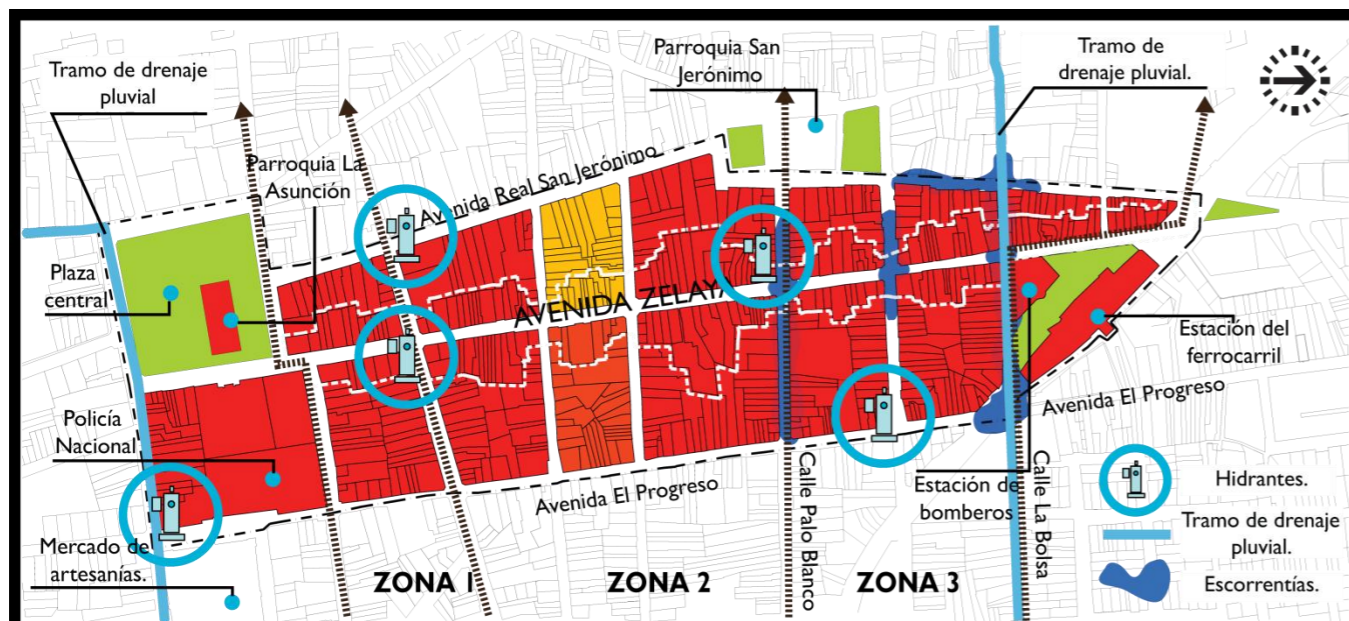 Tramo de drenaje
pluvial
Parroquia San
Jerónimo
Tramo de
drenaje pluvial.
Parroquia La
Asunción
Avenida Real San Jerónimo
Plaza
central
AVENIDA ZELAYA
Estación del
ferrocarril
Policía
Nacional
Avenida El Progreso
Avenida El Progreso
Calle Palo Blanco
Estación de
bomberos
Calle La Bolsa
Hidrantes.
Tramo de drenaje
pluvial.
Escorrentías.
Mercado de
artesanías.
ZONA 1
ZONA 2
ZONA 3